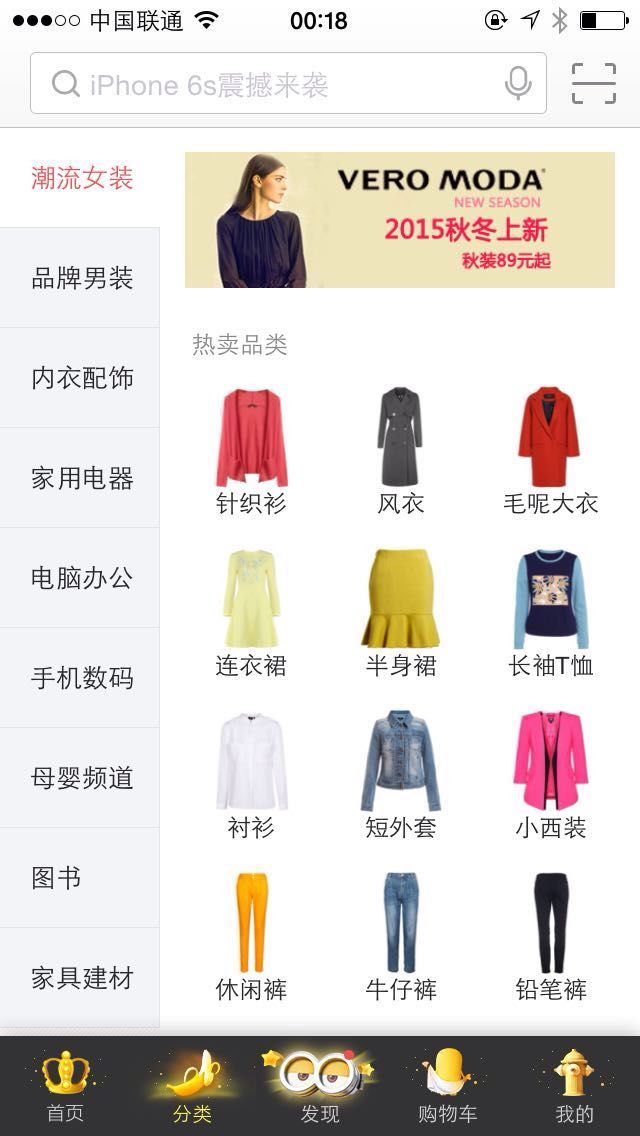 中国联通 00:18
iPhone 6s震撼来袭
潮流女装
品牌男装
内衣配饰
家用电器
电脑办公
手机数码
母婴频道
图书
家具建材
VERO MODA
NEW SEASON
2015秋冬上新
秋装89元起
热卖品类
针织衫 风衣 毛呢大衣
连衣裙 半身裙 长袖T恤
衬衫 短外套 小西装
休闲裤 牛仔裤 铅笔裤
首页 分类 发现 购物车 我的